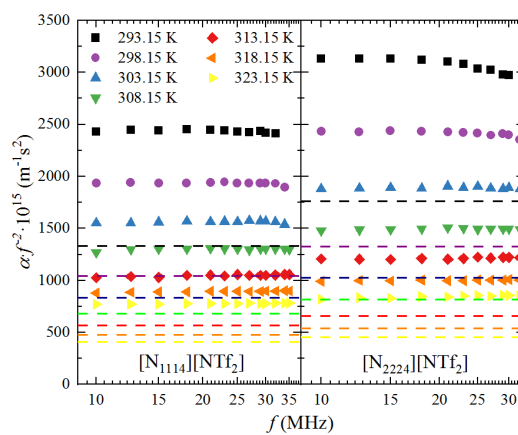 α·f⁻²·10¹⁵ (m⁻¹s²)
3500
3000
2500
2000
1500
1000
500
0
293.15 K
298.15 K
303.15 K
308.15 K
313.15 K
318.15 K
323.15 K
[N₁₁₁₄][NTf₂]
[N₂₂₂₄][NTf₂]
10 15 20 25 30 35
10 15 20 25 30
f (MHz)
f (MHz)